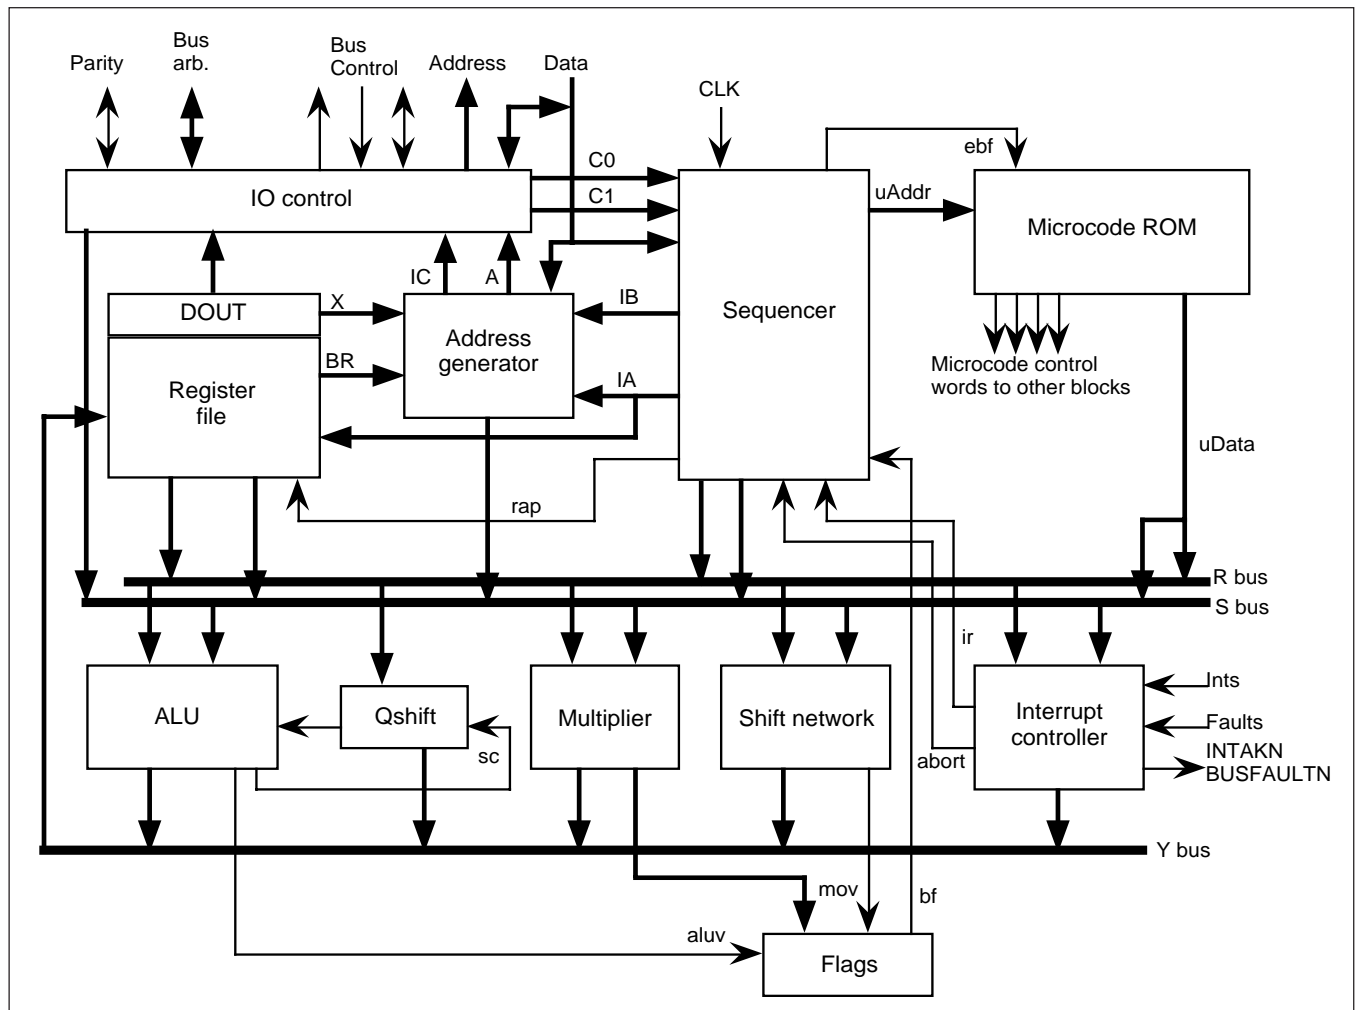 Parity
Bus
arb.
Bus
Control
Address
Data
CLK
ebf
C0
C1
uAddr
IO control
Microcode ROM
IC
A
DOUT
X
IB
Sequencer
Address
generator
BR
IA
Register
file
Microcode control
words to other blocks
uData
rap
R bus
S bus
ir
ALU
Qshift
sc
Multiplier
Shift network
abort
Interrupt
controller
Ints
Faults
INTAKN
BUSFAULTN
Y bus
mov
bf
aluv
Flags